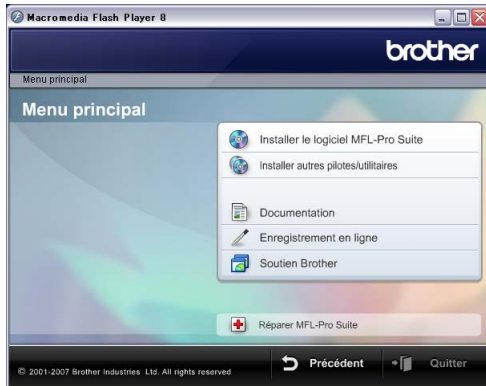 Macromedia Flash Player 8
brother
Menu principal
Menu principal
Installer le logiciel MFL-Pro Suite
Installer autres pilotes/utilitaires
Documentation
Enregistrement en ligne
Soutien Brother
Réparer MFL-Pro Suite
© 2001-2007 Brother Industries Ltd. All rights reserved
Précédent
Quitter